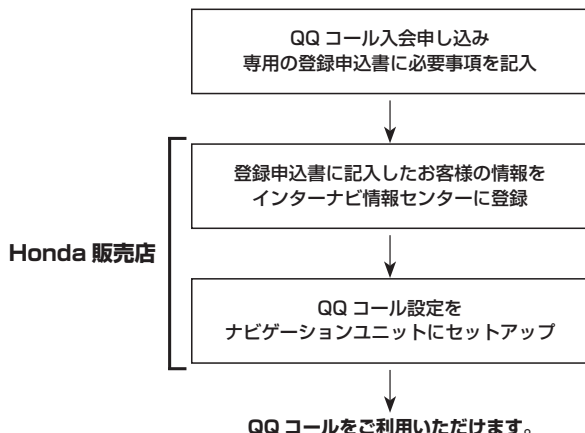 QQ コール入会申し込み
専用の登録申込書に必要事項を記入
登録申込書に記入したお客様の情報を
インターナビ情報センターに登録
Honda 販売店
QQ コール設定を
ナビゲーションユニットにセットアップ
QQ コールをご利用いただけます。